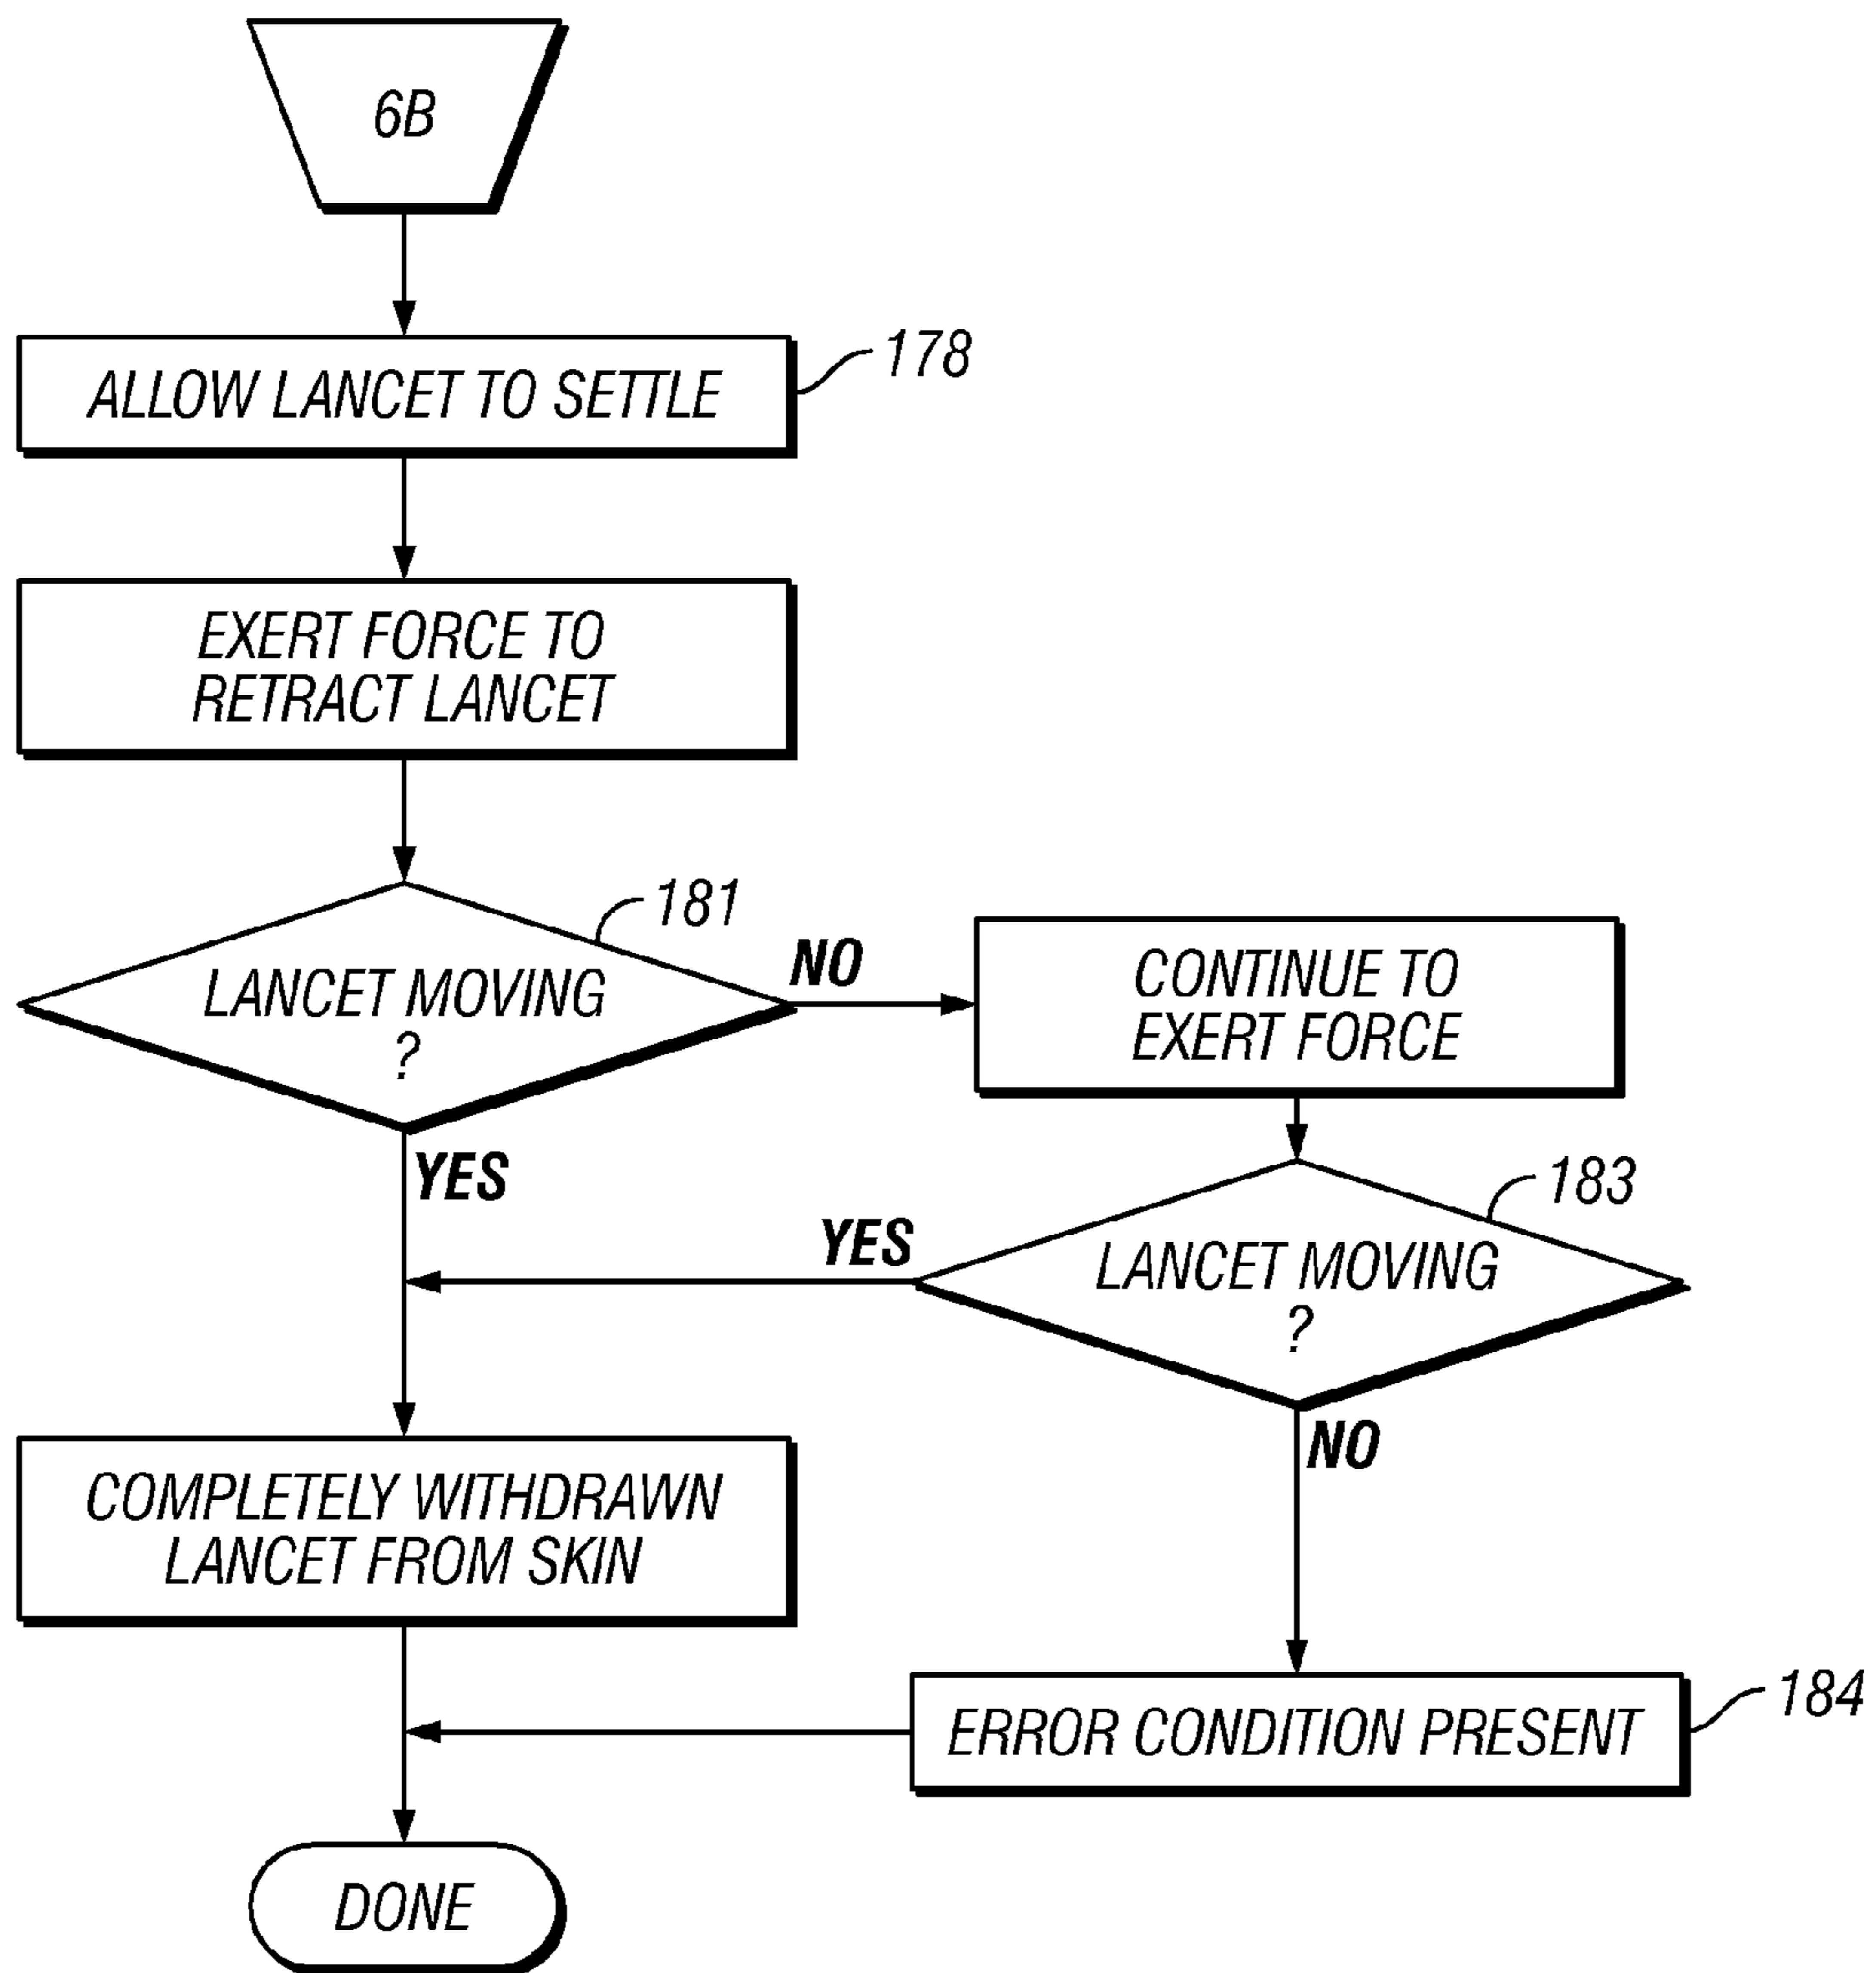 6B
ALLOW LANCET TO SETTLE
178
EXERT FORCE TO
RETRACT LANCET
181
LANCET MOVING
?
NO
CONTINUE TO
EXERT FORCE
YES
183
YES
LANCET MOVING
?
NO
COMPLETELY WITHDRAWN
LANCET FROM SKIN
184
ERROR CONDITION PRESENT
DONE